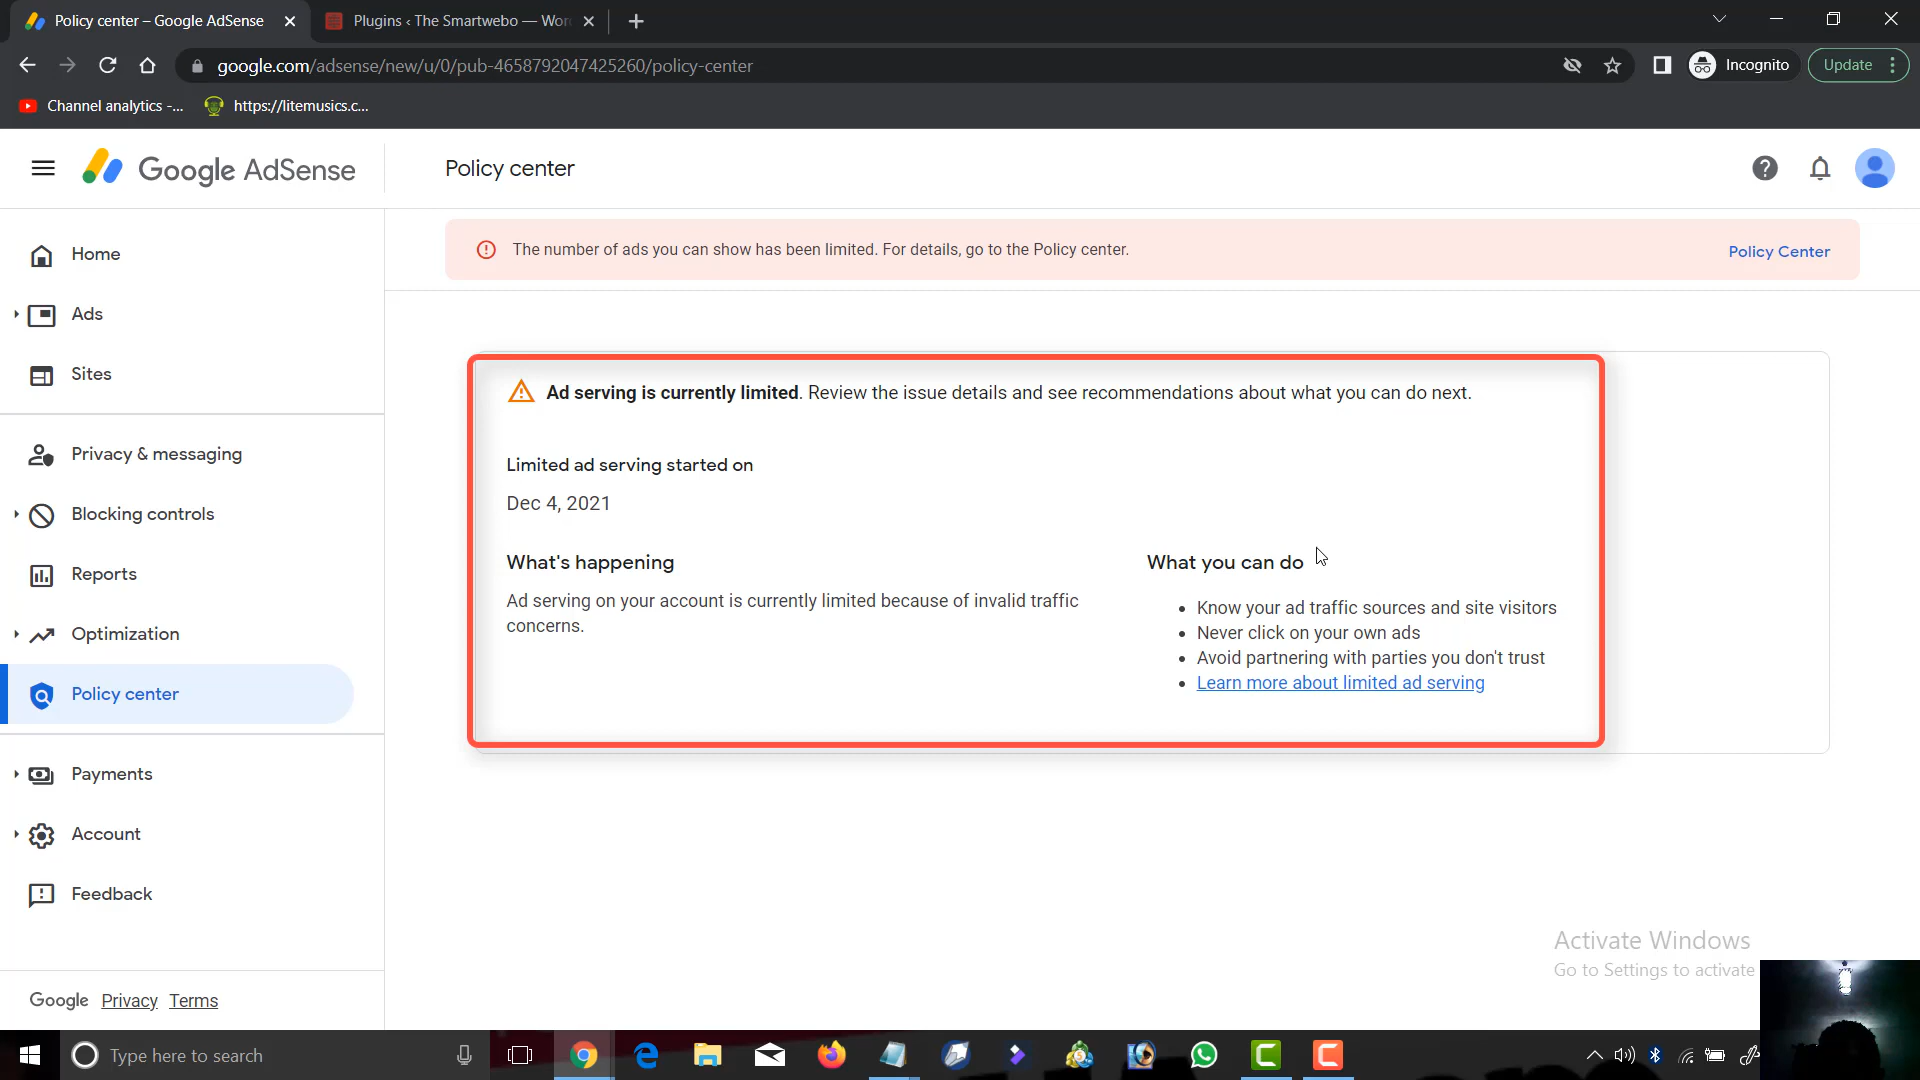 Policy center – Google AdSense
Plugins ‹ The Smartwebo — Wor
google.com/adsense/new/u/0/pub-4658792047425260/policy-center
Incognito
Update
Channel analytics -...
https://litemusics.c...
Google AdSense
Policy center
The number of ads you can show has been limited. For details, go to the Policy center.
Policy Center
Home
Ads
Sites
Privacy & messaging
Blocking controls
Reports
Optimization
Policy center
Payments
Account
Feedback
Google Privacy Terms
Ad serving is currently limited. Review the issue details and see recommendations about what you can do next.
Limited ad serving started on
Dec 4, 2021
What's happening
Ad serving on your account is currently limited because of invalid traffic
concerns.
What you can do
• Know your ad traffic sources and site visitors
• Never click on your own ads
• Avoid partnering with parties you don't trust
• Learn more about limited ad serving
Activate Windows
Go to Settings to activate
Type here to search